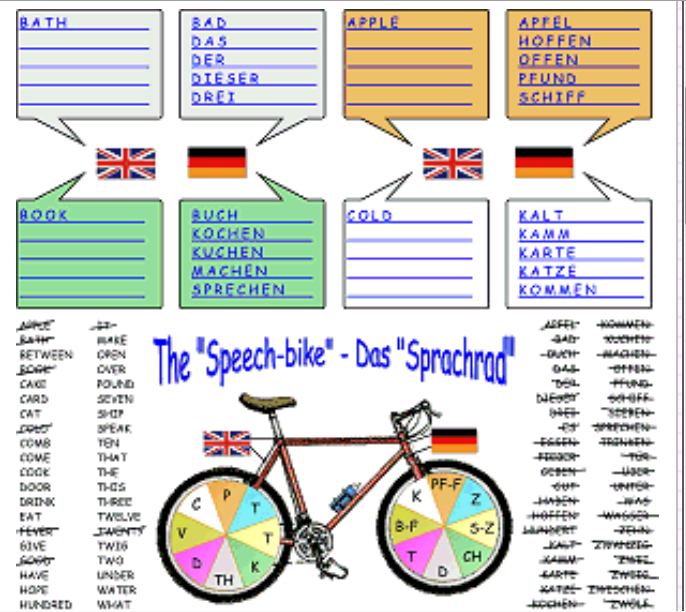 BATH
BAD
DAS
DER
DIESER
DREI
APPLE
APFEL
HOFFEN
OFFEN
PFUND
SCHIFF
BOOK
BUCH
KOCHEN
KUCHEN
MACHEN
SPRECHEN
COLD
KALT
KAMM
KARTE
KATZE
KOMMEN
The "Speech-bike" - Das "Sprachrad"
APPLE IT
BATH MAKE
BETWEEN OPEN
BOOK OVER
CAKE POUND
CARD SEVEN
CAT SHIP
COLD SPEAK
COMB TEN
COME THAT
COOK THE
DOOR THIS
DRINK THREE
EAT TWELVE
FEVER TWENTY
GIVE TWIG
GOOD TWO
HAVE UNDER
HOPE WATER
HUNDRED WHAT
C P T T K TH D V
K PF-F Z S-Z CH D T B-F
APFEL KOMMEN
BAD KUCHEN
BUCH MACHEN
DAS OFFEN
DER PFUND
DIESER SCHIFF
DREI SIEBEN
ES SPRECHEN
ESSEN TRINKEN
FIEBER TÜR
GEBEN ÜBER
GUT UNTER
HABEN WAS
HOFFEN WASSER
HUNDERT ZEHN
KALT ZWANZIG
KAMM ZWEI
KARTE ZWEIG
KATZE ZWISCHEN
KOCHEN ZWÖLF